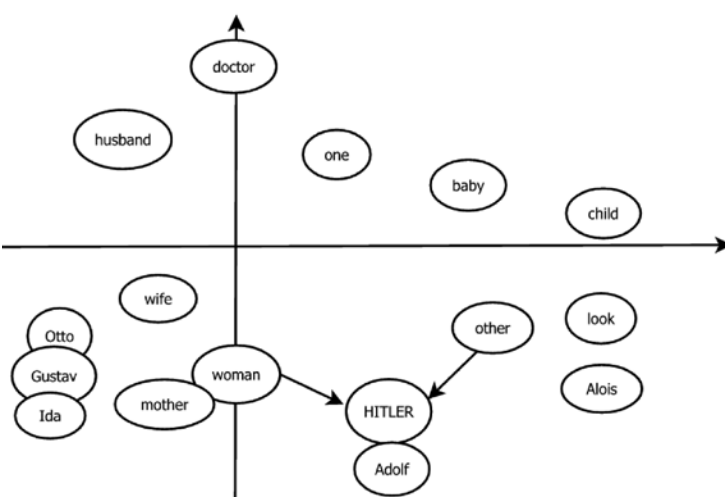 doctor
husband
one
baby
child
wife
look
other
Otto
woman
Gustav
Alois
mother
HITLER
Ida
Adolf